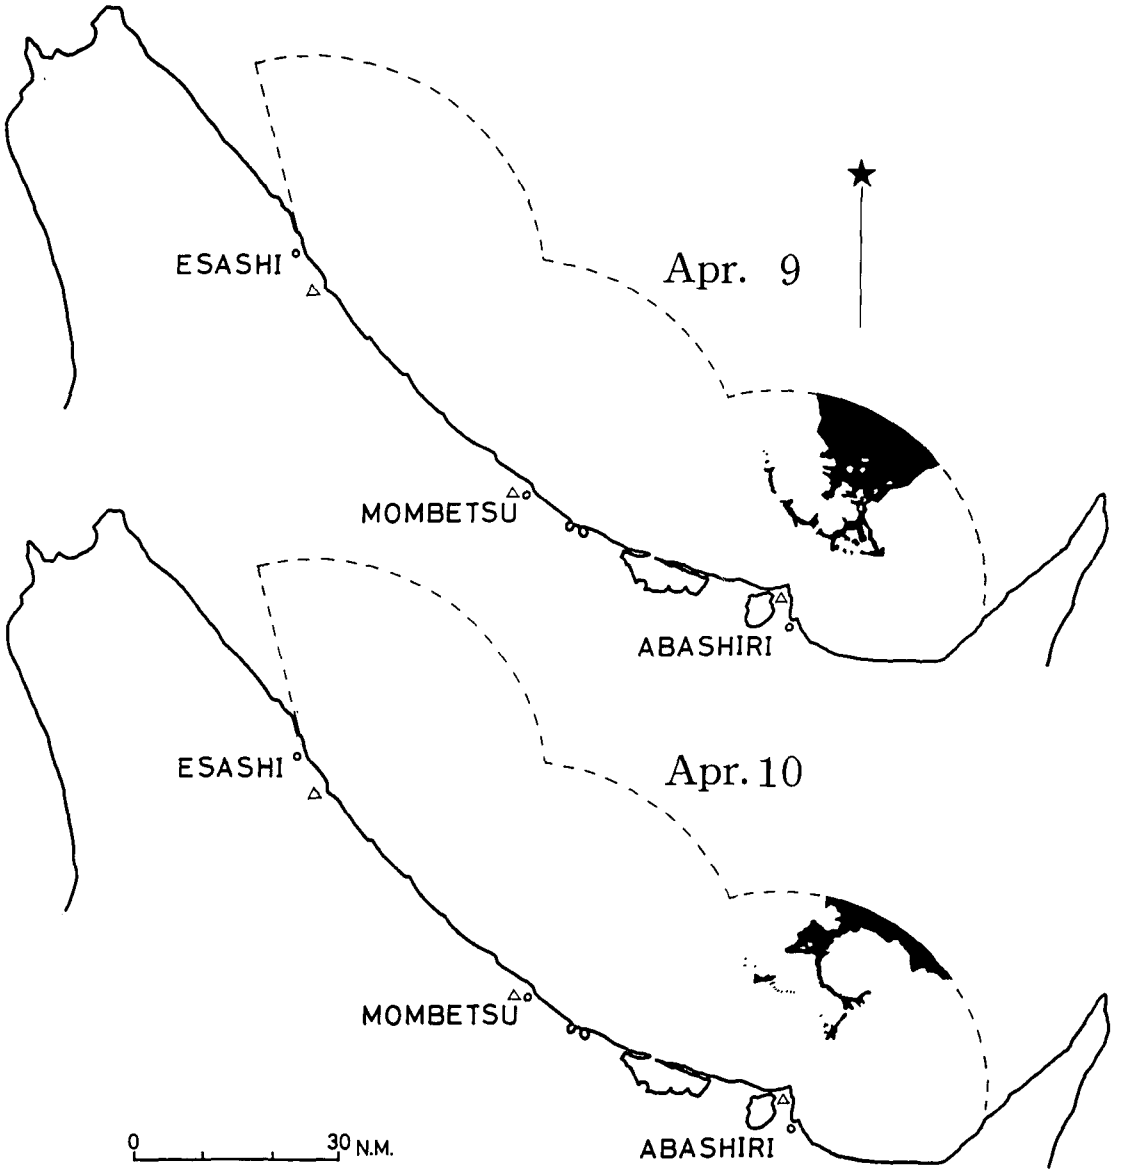 Apr. 9
ESASHI
MOMBETSU
ABASHIRI
Apr. 10
ESASHI
MOMBETSU
ABASHIRI
0 30 N.M.